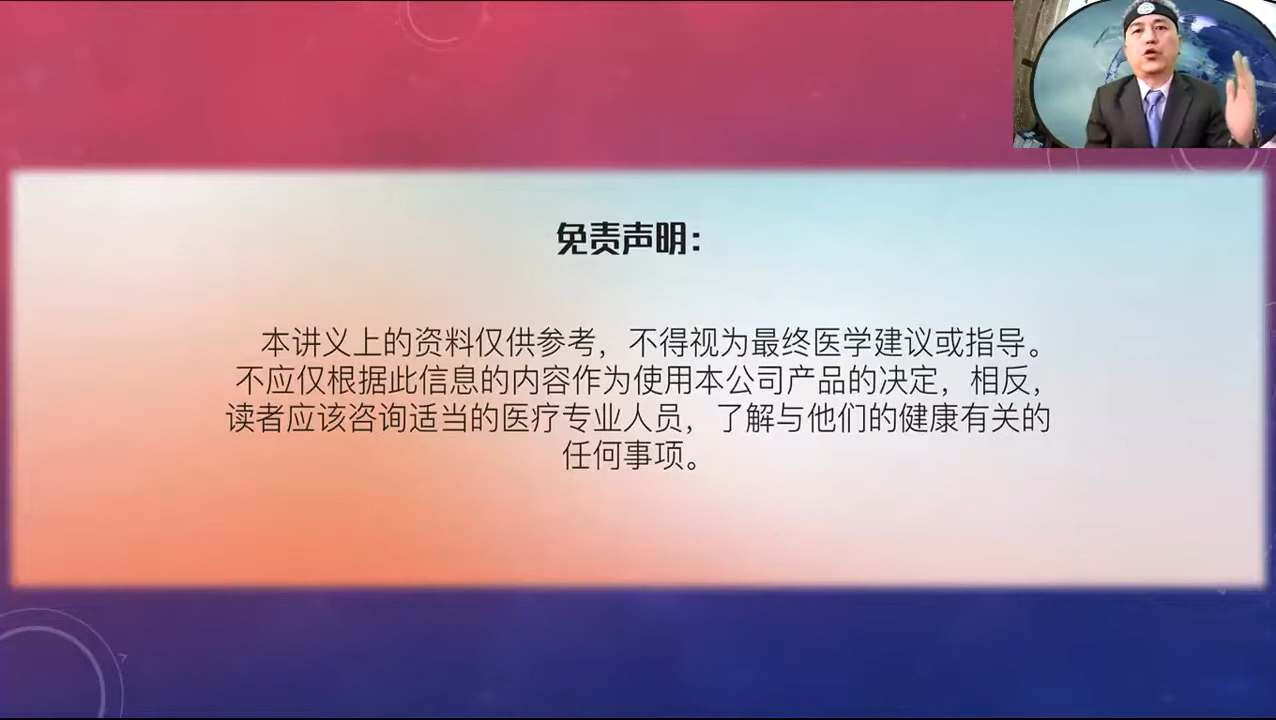 免责声明：
本讲义上的资料仅供参考，不得视为最终医学建议或指导。
不应仅根据此信息的内容作为使用本公司产品的决定，相反，
读者应该咨询适当的医疗专业人员，了解与他们的健康有关的
任何事项。